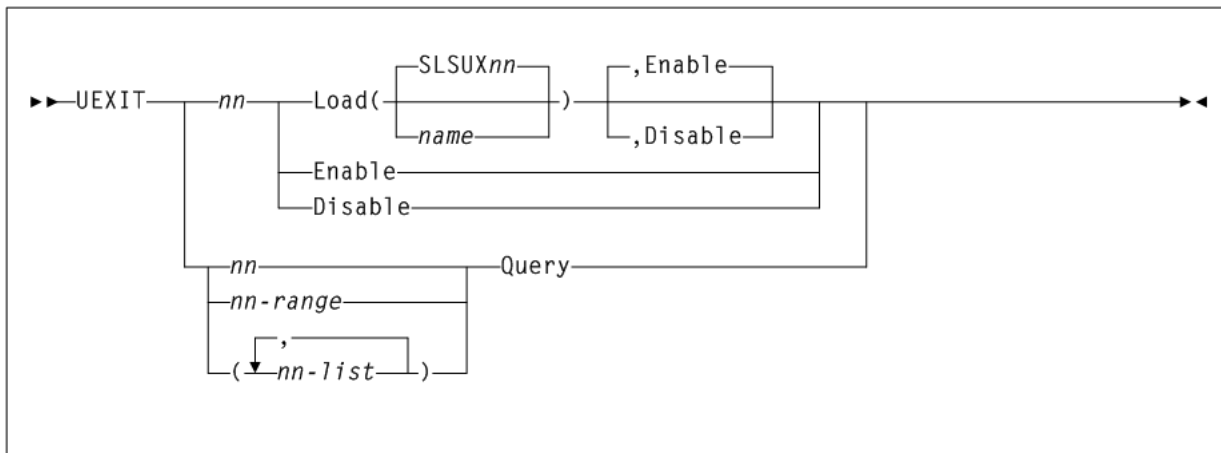 SLSUXnn ,Enable
UEXIT nn Load( )
name ,Disable
Enable
Disable
nn Query
nn-range
,
(nn-list)